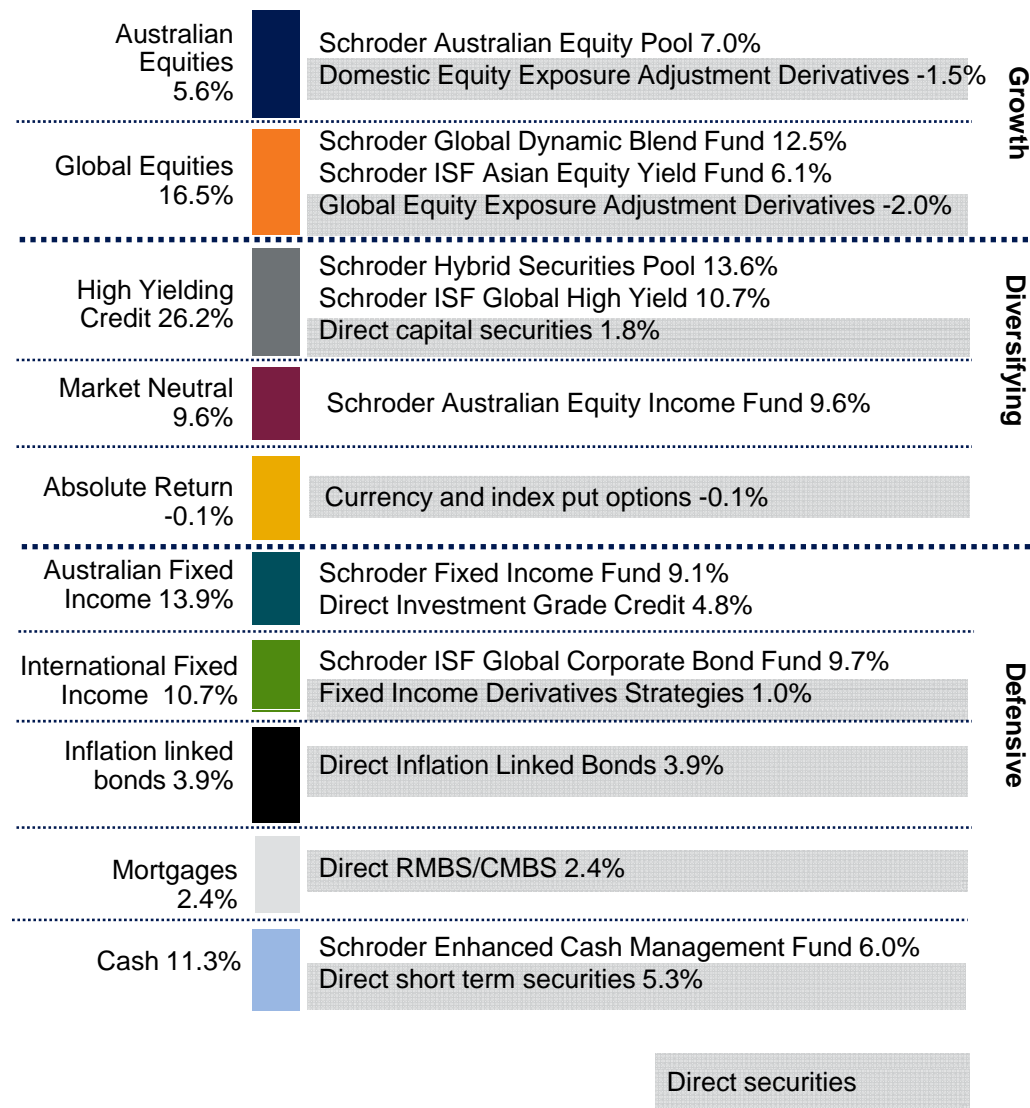 Australian
Equities
5.6%
Schroder Australian Equity Pool 7.0%
Domestic Equity Exposure Adjustment Derivatives -1.5%
Growth
Global Equities
16.5%
Schroder Global Dynamic Blend Fund 12.5%
Schroder ISF Asian Equity Yield Fund 6.1%
Global Equity Exposure Adjustment Derivatives -2.0%
High Yielding
Credit 26.2%
Schroder Hybrid Securities Pool 13.6%
Schroder ISF Global High Yield 10.7%
Direct capital securities 1.8%
Diversifying
Market Neutral
9.6%
Schroder Australian Equity Income Fund 9.6%
Absolute Return
-0.1%
Currency and index put options -0.1%
Australian Fixed
Income 13.9%
Schroder Fixed Income Fund 9.1%
Direct Investment Grade Credit 4.8%
International Fixed
Income 10.7%
Schroder ISF Global Corporate Bond Fund 9.7%
Fixed Income Derivatives Strategies 1.0%
Defensive
Inflation linked
bonds 3.9%
Direct Inflation Linked Bonds 3.9%
Mortgages
2.4%
Direct RMBS/CMBS 2.4%
Cash 11.3%
Schroder Enhanced Cash Management Fund 6.0%
Direct short term securities 5.3%
Direct securities